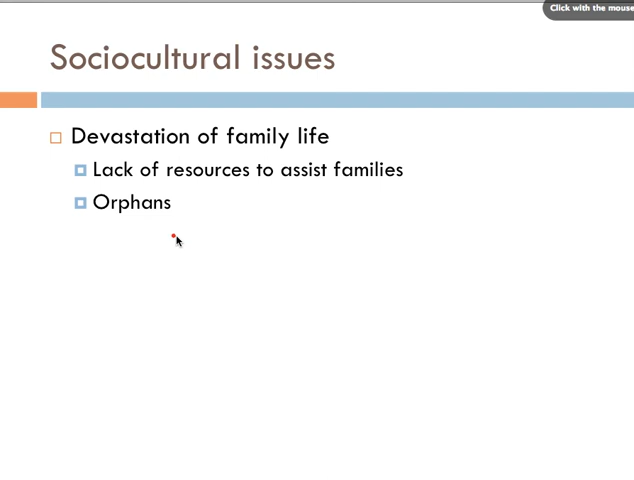 Click with the mouse
Sociocultural issues
Devastation of family life
Lack of resources to assist families
Orphans